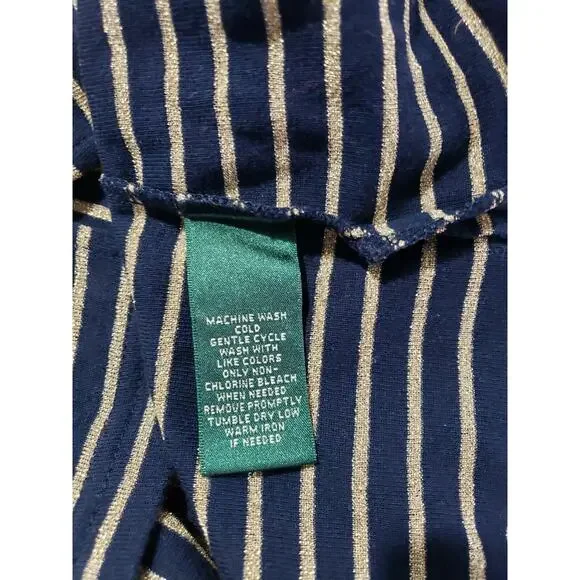 MACHINE WASH
COLD
GENTLE CYCLE
WASH WITH
LIKE COLORS
ONLY NON-
CHLORINE BLEACH
WHEN NEEDED
REMOVE PROMPTLY
TUMBLE DRY LOW
WARM IRON
IF NEEDED